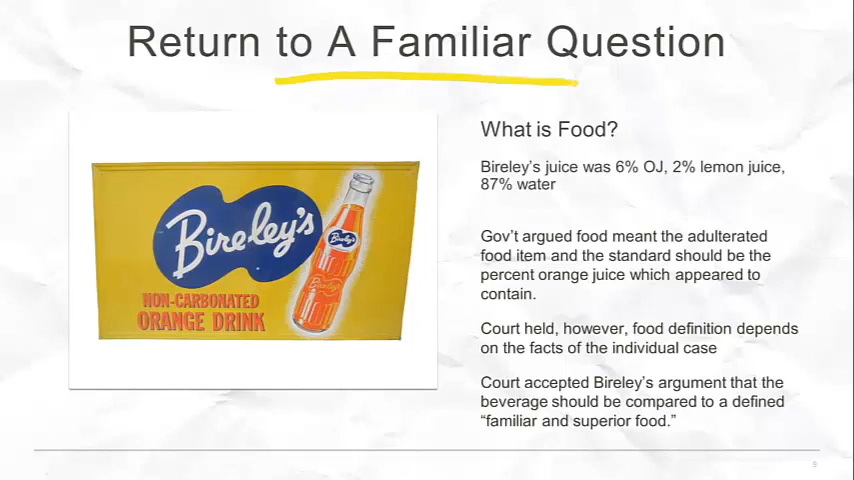 Return to A Familiar Question
What is Food?
Bireley's juice was 6% OJ, 2% lemon juice,
87% water
Gov't argued food meant the adulterated
food item and the standard should be the
percent orange juice which appeared to
contain.
Court held, however, food definition depends
on the facts of the individual case
Court accepted Bireley's argument that the
beverage should be compared to a defined
“familiar and superior food.”
Bireley's
Bireley's
Bireley's
NON-CARBONATED
ORANGE DRINK
9